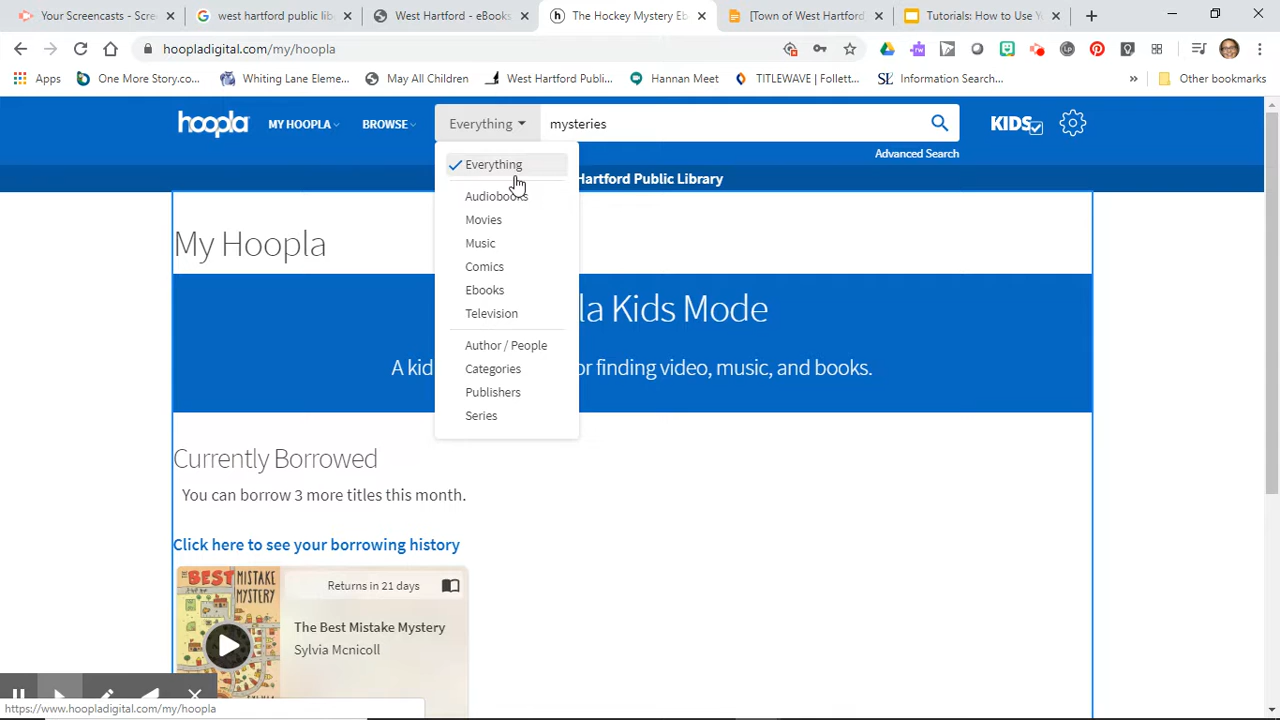 Your Screencasts - Scree
west hartford public lib
West Hartford - eBooks
The Hockey Mystery Eb
[Town of West Hartford
Tutorials: How to Use Y
hoopladigital.com/my/hoopla
Apps
One More Story.co...
Whiting Lane Eleme...
May All Children
West Hartford Publi...
Hannan Meet
TITLEWAVE | Follett...
Information Search...
»
Other bookmarks
hoopla
MY HOOPLA
BROWSE
Everything
mysteries
KIDS
Advanced Search
Hartford Public Library
Everything
Audiobooks
Movies
Music
Comics
Ebooks
Television
Author / People
Categories
Publishers
Series
My Hoopla
la Kids Mode
A kid
or finding video, music, and books.
Currently Borrowed
You can borrow 3 more titles this month.
Click here to see your borrowing history
BEST MISTAKE MYSTERY
Returns in 21 days
The Best Mistake Mystery
Sylvia Mcnicoll
https://www.hoopladigital.com/my/hoopla